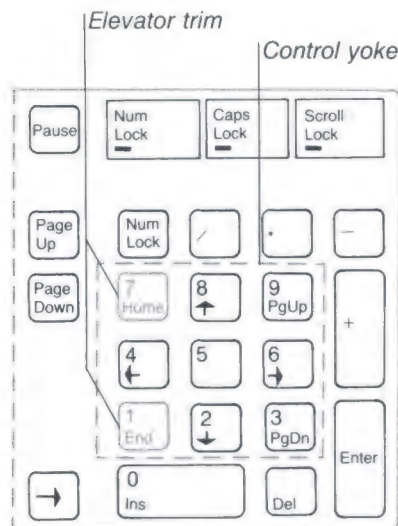 Elevator trim
Control yoke
Pause
Num
Lock
Caps
Lock
Scroll
Lock
Page
Up
Num
Lock
/
-
Page
Down
7
Home
8
↑
9
PgUp
+
4
←
5
6
→
1
End
2
↓
3
PgDn
Enter
→
0
Ins
Del